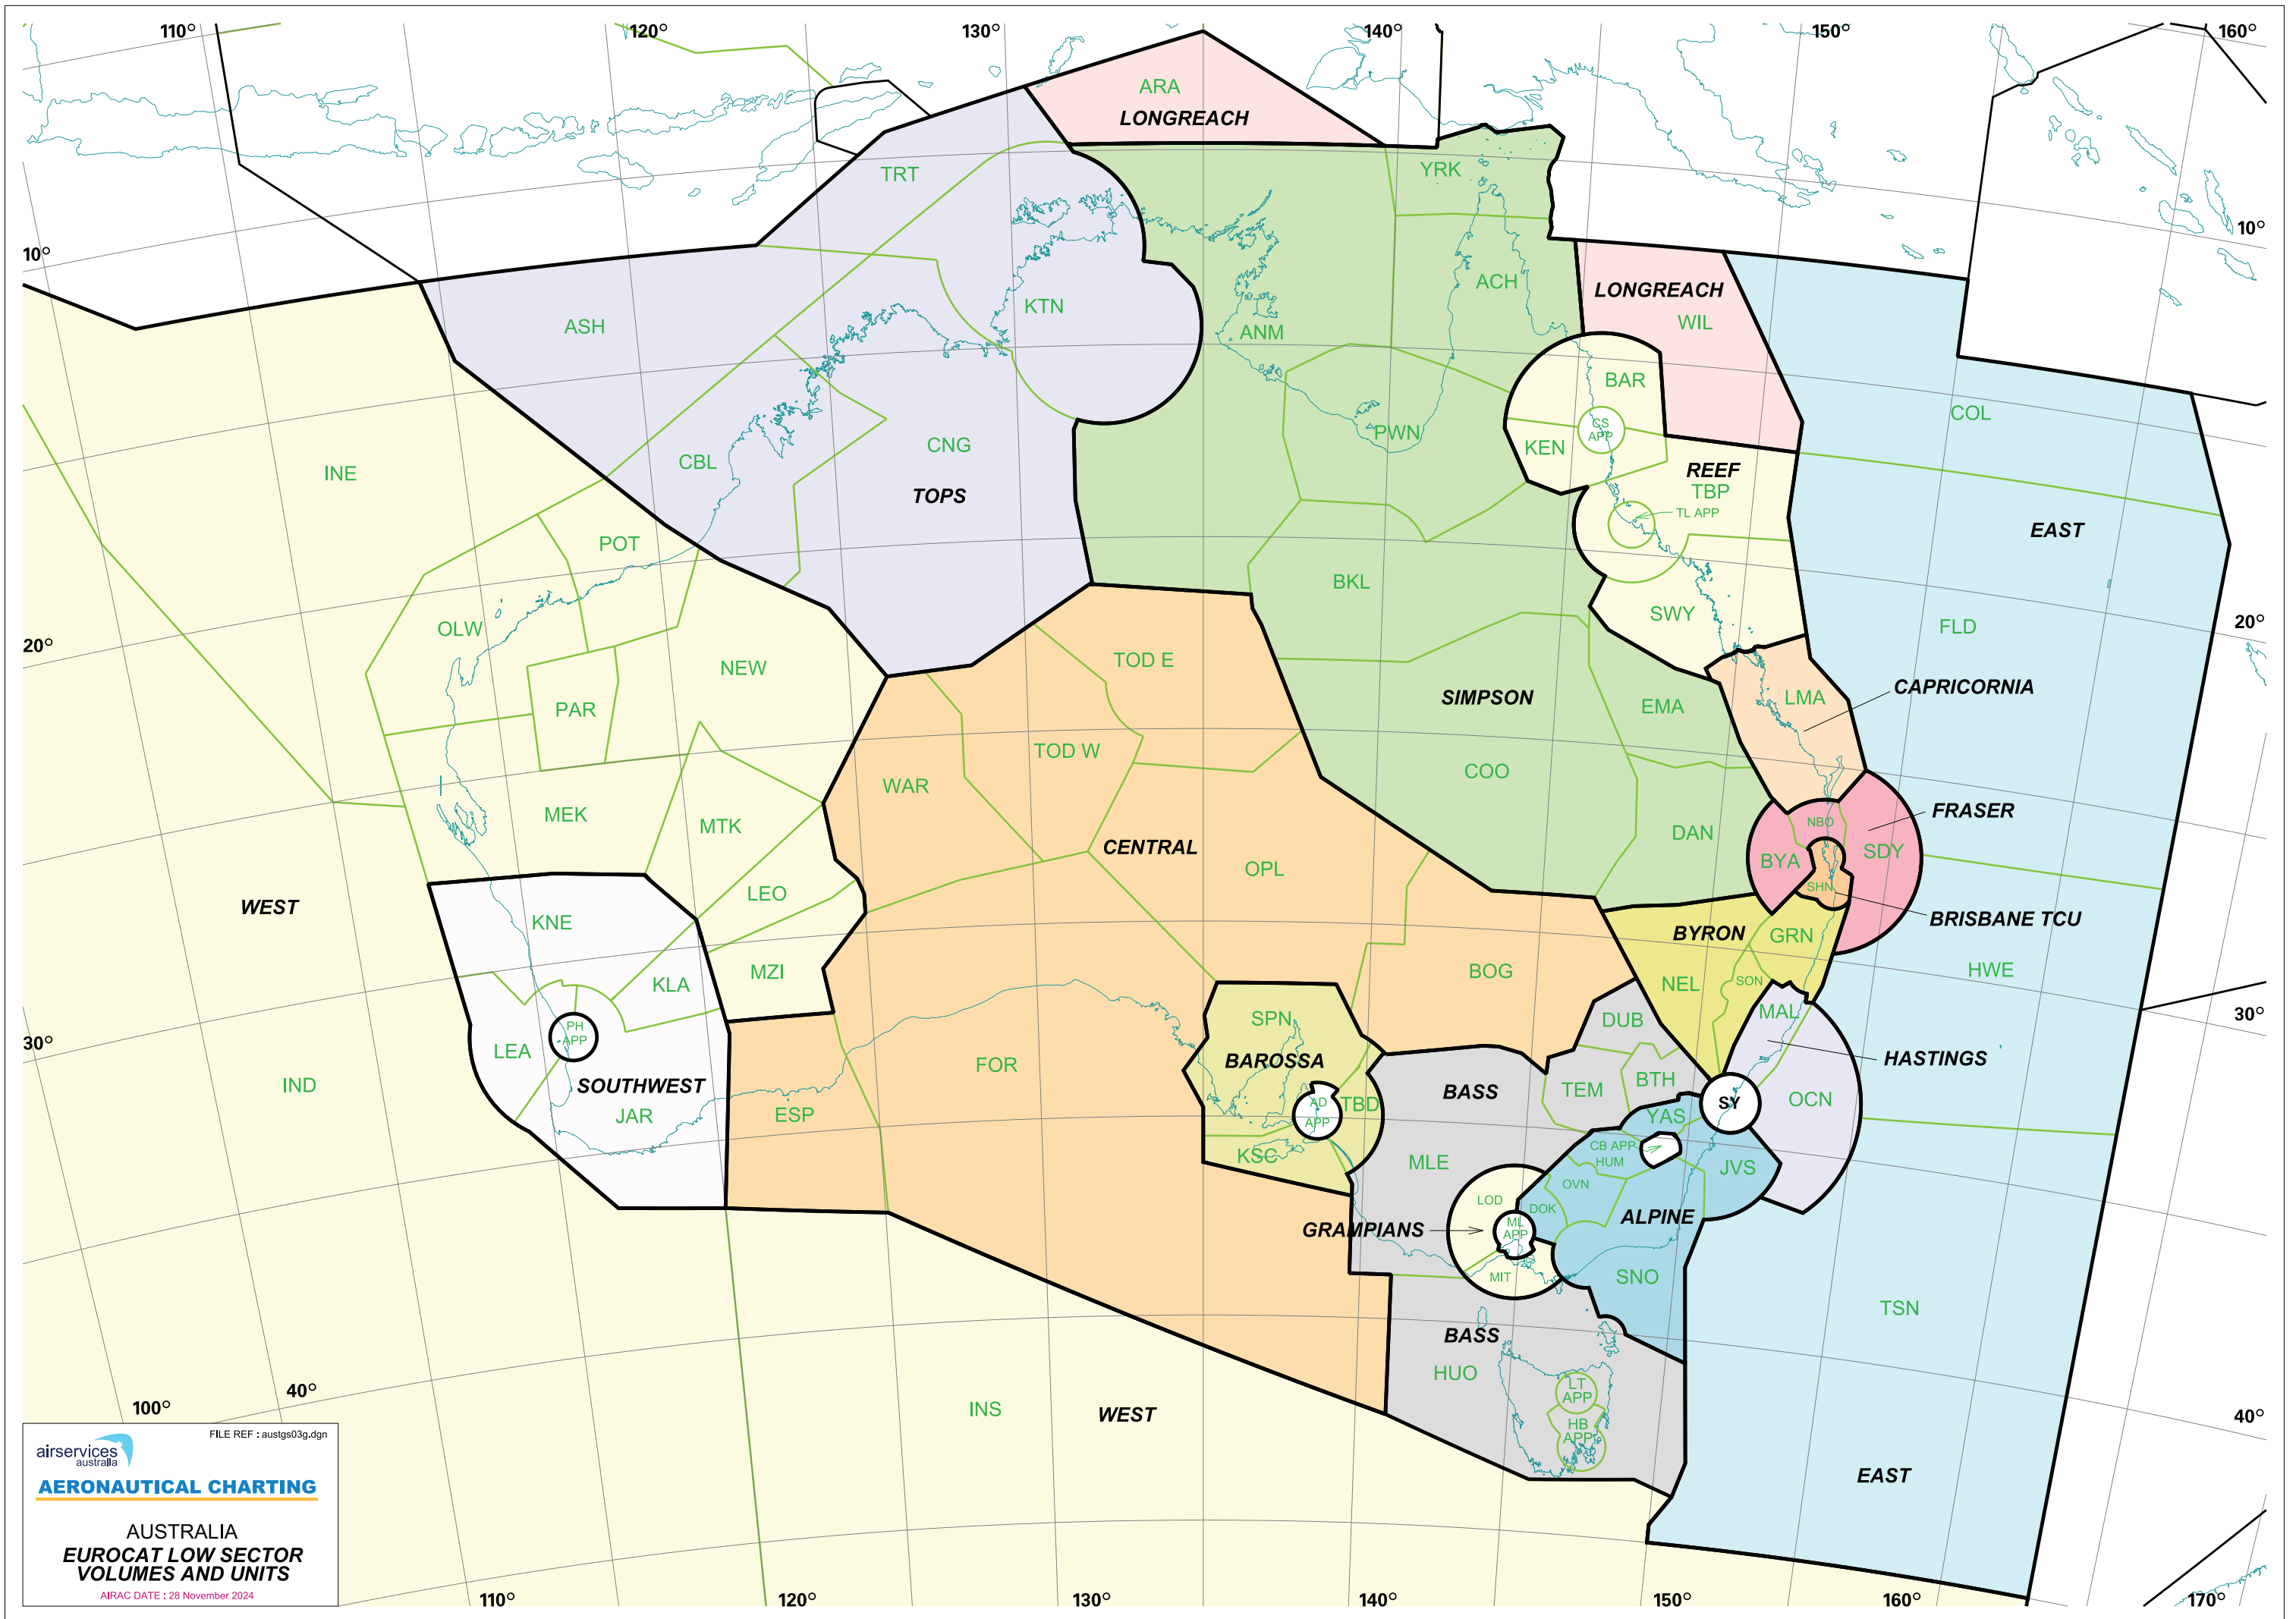 110° 120° 130° 140° 150° 160°
ARA
LONGREACH
TRT
YRK
10°
10°
ACH
LONGREACH
WIL
KTN
ASH
ANM
BAR
COL
CS
APP
PWN
KEN
CNG
CBL
INE
REEF
TBP
TOPS
TL APP
EAST
POT
BKL
SWY
OLW
FLD
20°
20°
TOD E
NEW
CAPRICORNIA
SIMPSON
LMA
EMA
PAR
TOD W
COO
WAR
MEK
FRASER
MTK
NBO
DAN
CENTRAL
SDY
BYA
OPL
SHN
LEO
WEST
BRISBANE TCU
KNE
BYRON
GRN
MZI
BOG
HWE
SON
KLA
NEL
MAL
SPN
DUB
30°
30°
PH
APP
LEA
HASTINGS
FOR
BAROSSA
IND
SOUTHWEST
BASS
BTH
TEM
OCN
SY
AD
APP
TBD
JAR
ESP
YAS
CB APP
HUM
KSC
MLE
JVS
OVN
LOD
DOK
ALPINE
GRAMPIANS
ML
APP
MIT
SNO
TSN
BASS
HUO
LT
APP
40°
100°
INS
WEST
HB
APP
40°
EAST
FILE REF : austgs03g.dgn
airservices
australia
AERONAUTICAL CHARTING
AUSTRALIA
EUROCAT LOW SECTOR
VOLUMES AND UNITS
AIRAC DATE : 28 November 2024
110° 120° 130° 140° 150° 160° 170°